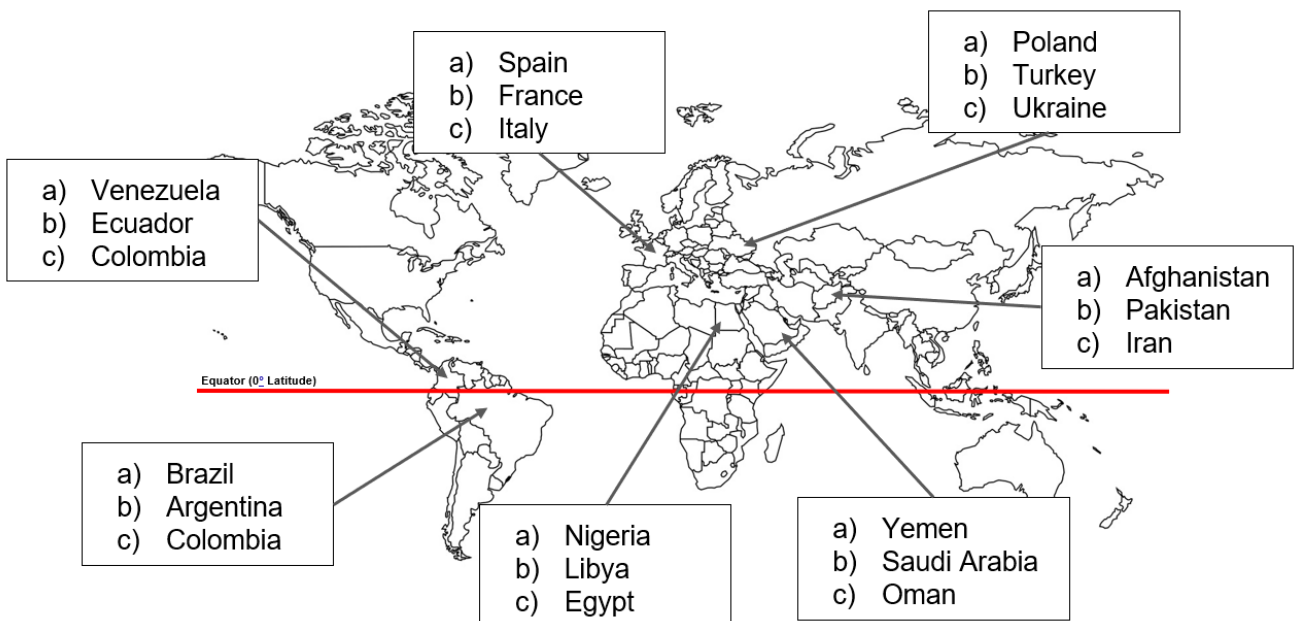 a) Spain
b) France
c) Italy
a) Poland
b) Turkey
c) Ukraine
a) Venezuela
b) Ecuador
c) Colombia
a) Afghanistan
b) Pakistan
c) Iran
Equator (0º Latitude)
a) Brazil
b) Argentina
c) Colombia
a) Nigeria
b) Libya
c) Egypt
a) Yemen
b) Saudi Arabia
c) Oman